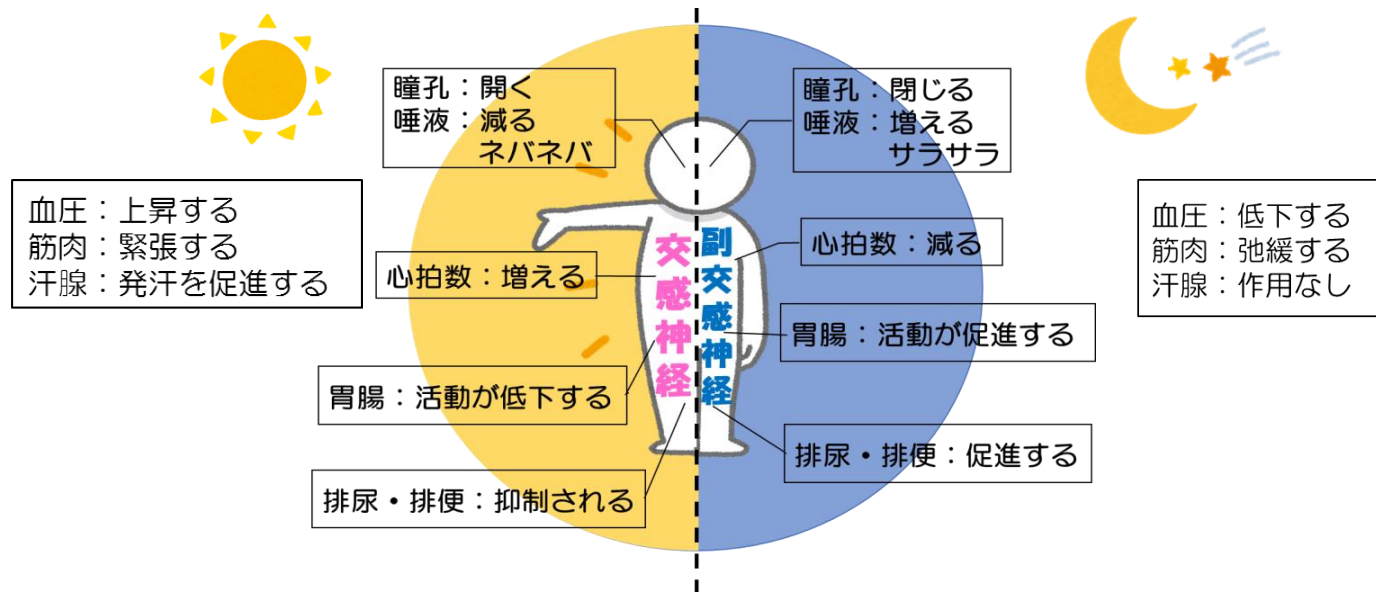 瞳孔：開く
唾液：減る
ネバネバ
血圧：上昇する
筋肉：緊張する
汗腺：発汗を促進する
心拍数：増える
胃腸：活動が低下する
排尿・排便：抑制される
交感神経
副交感神経
瞳孔：閉じる
唾液：増える
サラサラ
心拍数：減る
胃腸：活動が促進する
排尿・排便：促進する
血圧：低下する
筋肉：弛緩する
汗腺：作用なし